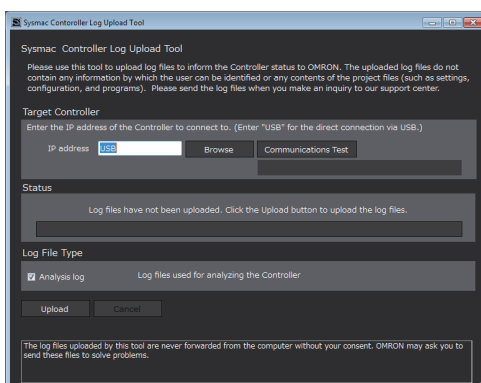 Sysmac Contoroller Log Upload Tool
Sysmac Controller Log Upload Tool
Please use this tool to upload log files to inform the Controller status to OMRON. The uploaded log files do not
contain any information by which the user can be identified or any contents of the project files (such as settings,
configuration, and programs). Please send the log files when you make an inquiry to our support center.
Target Controller
Enter the IP address of the Controller to connect to. (Enter "USB" for the direct connection via USB.)
IP address USB Browse Communications Test
Status
Log files have not been uploaded. Click the Upload button to upload the log files.
Log File Type
Analysis log Log files used for analyzing the Controller
Upload Cancel
The log files uploaded by this tool are never forwarded from the computer without your consent. OMRON may ask you to
send these files to solve problems.